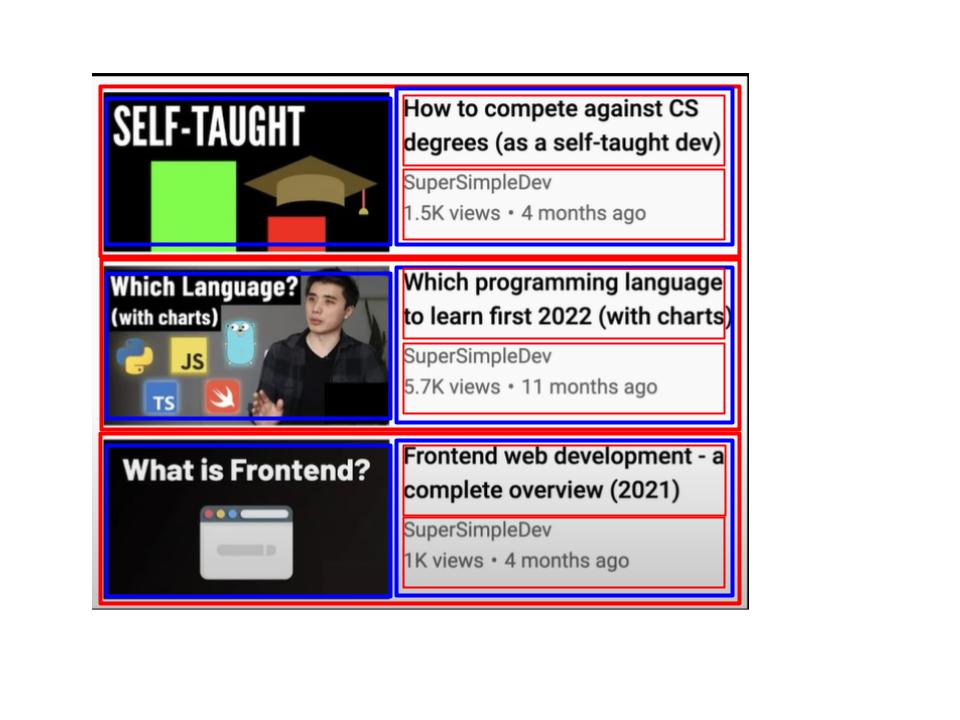 SELF-TAUGHT
How to compete against CS
degrees (as a self-taught dev)
SuperSimpleDev
1.5K views • 4 months ago
Which Language?
(with charts)
JS
TS
Which programming language
to learn first 2022 (with charts)
SuperSimpleDev
5.7K views • 11 months ago
What is Frontend?
Frontend web development - a
complete overview (2021)
SuperSimpleDev
1K views • 4 months ago